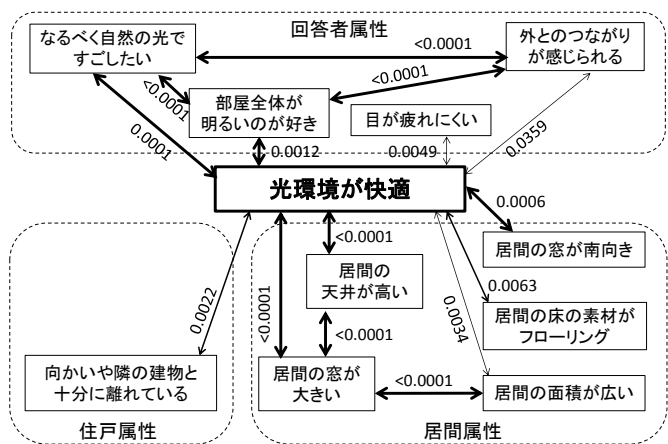 回答者属性
なるべく自然の光で
すごしたい
<0.0001
外とのつながり
が感じられる
<0.0001
<0.0001
部屋全体が
明るいのが好き
目が疲れにくい
0.0001
0.0012
0.0049
0.0359
光環境が快適
0.0006
<0.0001
居間の窓が南向き
居間の
天井が高い
0.0063
0.0022
<0.0001
0.0034
居間の床の素材が
フローリング
<0.0001
向かいや隣の建物と
十分に離れている
居間の窓が
大きい
<0.0001
居間の面積が広い
住戸属性
居間属性